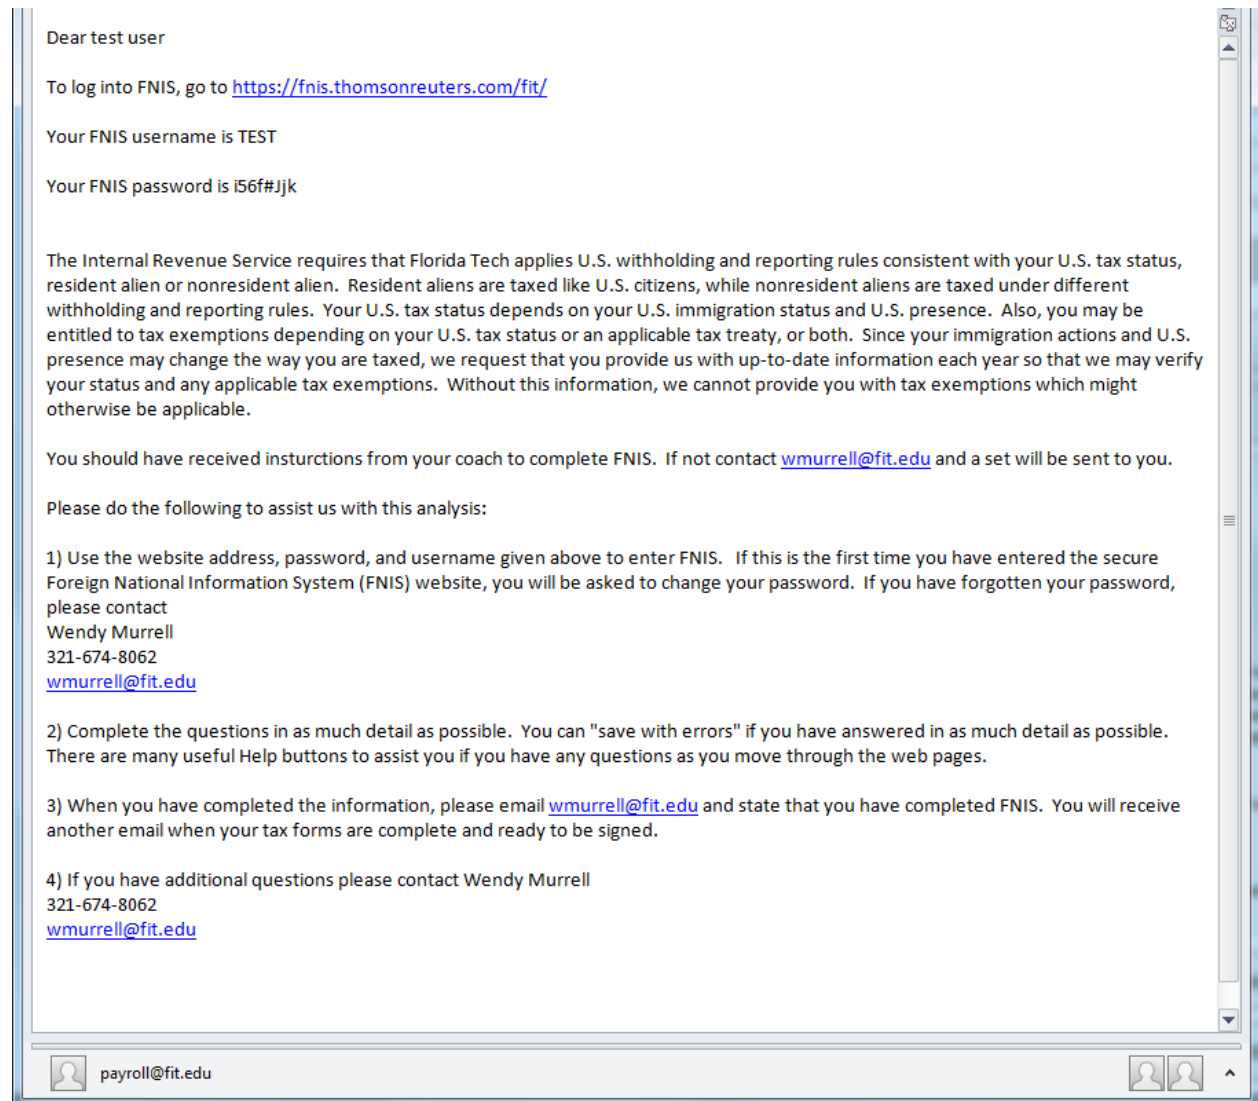 Dear test user
To log into FNIS, go to https://fnis.thomsonreuters.com/fit/
Your FNIS username is TEST
Your FNIS password is i56f#Jjk
The Internal Revenue Service requires that Florida Tech applies U.S. withholding and reporting rules consistent with your U.S. tax status,
resident alien or nonresident alien.  Resident aliens are taxed like U.S. citizens, while nonresident aliens are taxed under different
withholding and reporting rules.  Your U.S. tax status depends on your U.S. immigration status and U.S. presence.  Also, you may be
entitled to tax exemptions depending on your U.S. tax status or an applicable tax treaty, or both.  Since your immigration actions and U.S.
presence may change the way you are taxed, we request that you provide us with up-to-date information each year so that we may verify
your status and any applicable tax exemptions.  Without this information, we cannot provide you with tax exemptions which might
otherwise be applicable.
You should have received insturctions from your coach to complete FNIS.  If not contact wmurrell@fit.edu and a set will be sent to you.
Please do the following to assist us with this analysis:
1) Use the website address, password, and username given above to enter FNIS.   If this is the first time you have entered the secure
Foreign National Information System (FNIS) website, you will be asked to change your password.  If you have forgotten your password,
please contact
Wendy Murrell
321-674-8062
wmurrell@fit.edu
2) Complete the questions in as much detail as possible.  You can "save with errors" if you have answered in as much detail as possible.
There are many useful Help buttons to assist you if you have any questions as you move through the web pages.
3) When you have completed the information, please email wmurrell@fit.edu and state that you have completed FNIS.  You will receive
another email when your tax forms are complete and ready to be signed.
4) If you have additional questions please contact Wendy Murrell
321-674-8062
wmurrell@fit.edu
payroll@fit.edu